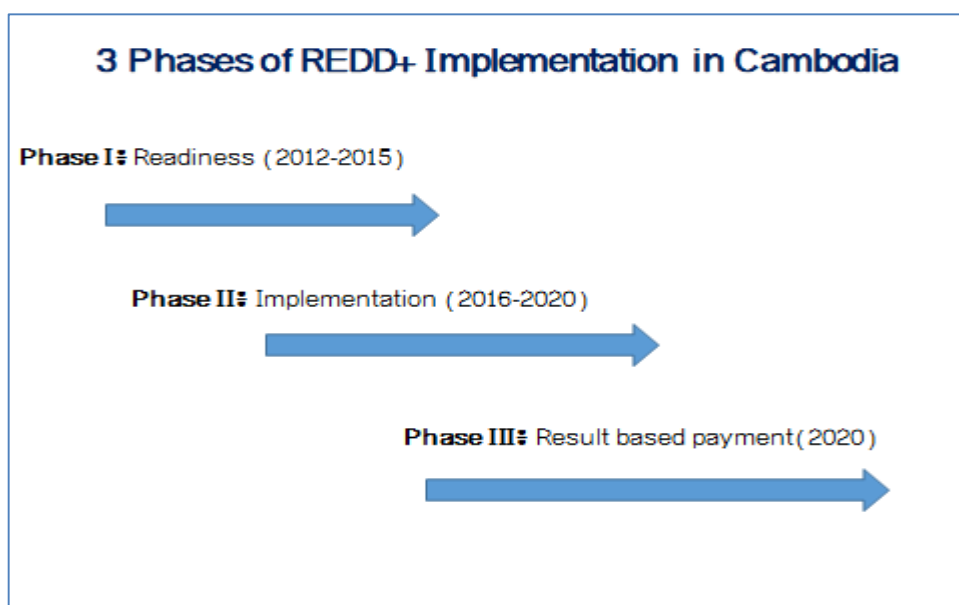 3 Phases of REDD+ Implementation in Cambodia
Phase I: Readiness (2012-2015)
Phase II: Implementation (2016-2020)
Phase III: Result based payment(2020)